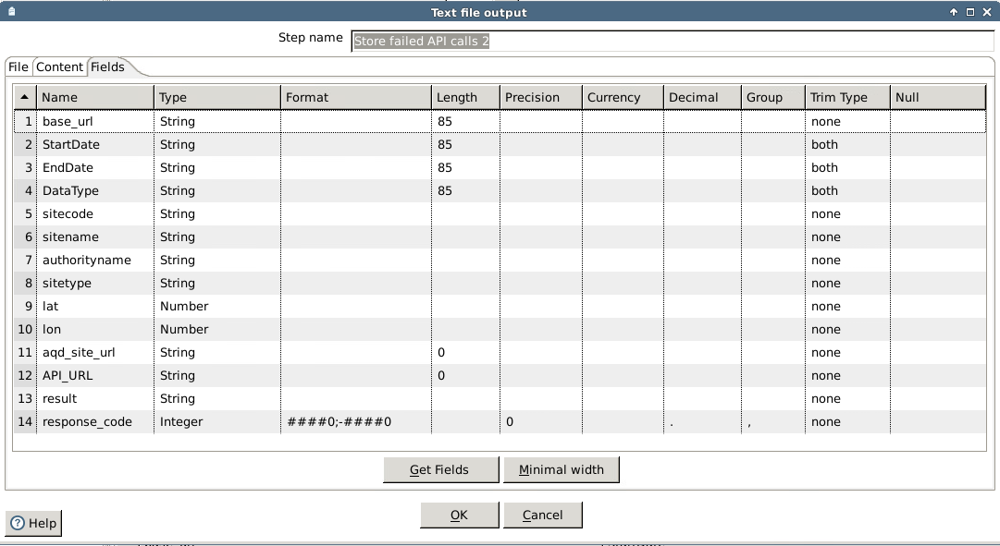 Text file output
Step name Store failed API calls 2
File Content Fields
Name Type Format Length Precision Currency Decimal Group Trim Type Null
1 base_url String 85 none
2 StartDate String 85 both
3 EndDate String 85 both
4 DataType String 85 both
5 sitecode String none
6 sitename String none
7 authorityname String none
8 sitetype String none
9 lat Number none
10 lon Number none
11 aqd_site_url String 0 none
12 API_URL String 0 none
13 result String none
14 response_code Integer ####0;-####0 0 . , none
Get Fields Minimal width
OK Cancel
? Help